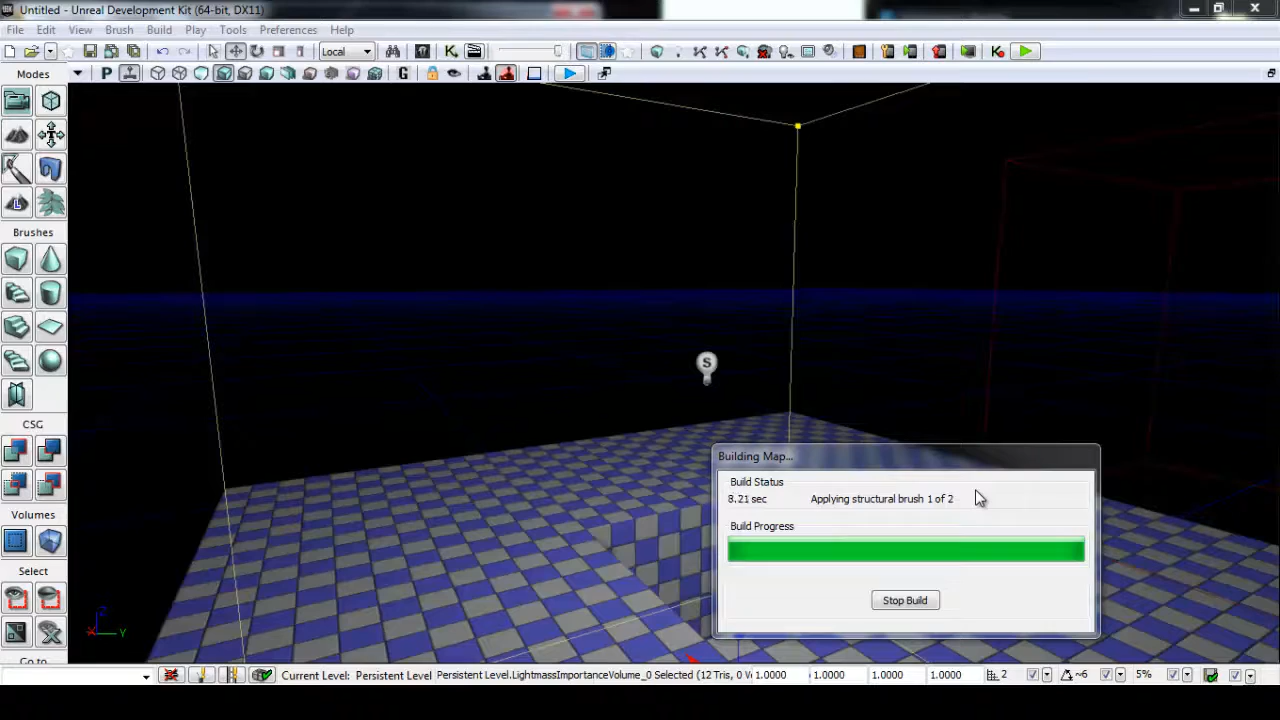 Untitled - Unreal Development Kit (64-bit, DX11)
File Edit View Brush Build Play Tools Preferences Help
Local
Modes
P
G
Brushes
CSG
Volumes
Select
Go to
S
Building Map...
Build Status
8.21 sec Applying structural brush 1 of 2
Build Progress
Stop Build
Z
X Y
Current Level: Persistent Level Persistent Level.LightmassImportanceVolume_0 Selected (12 Tris, 0 V 1.0000 1.0000 1.0000 1.0000 2 ~6 5%